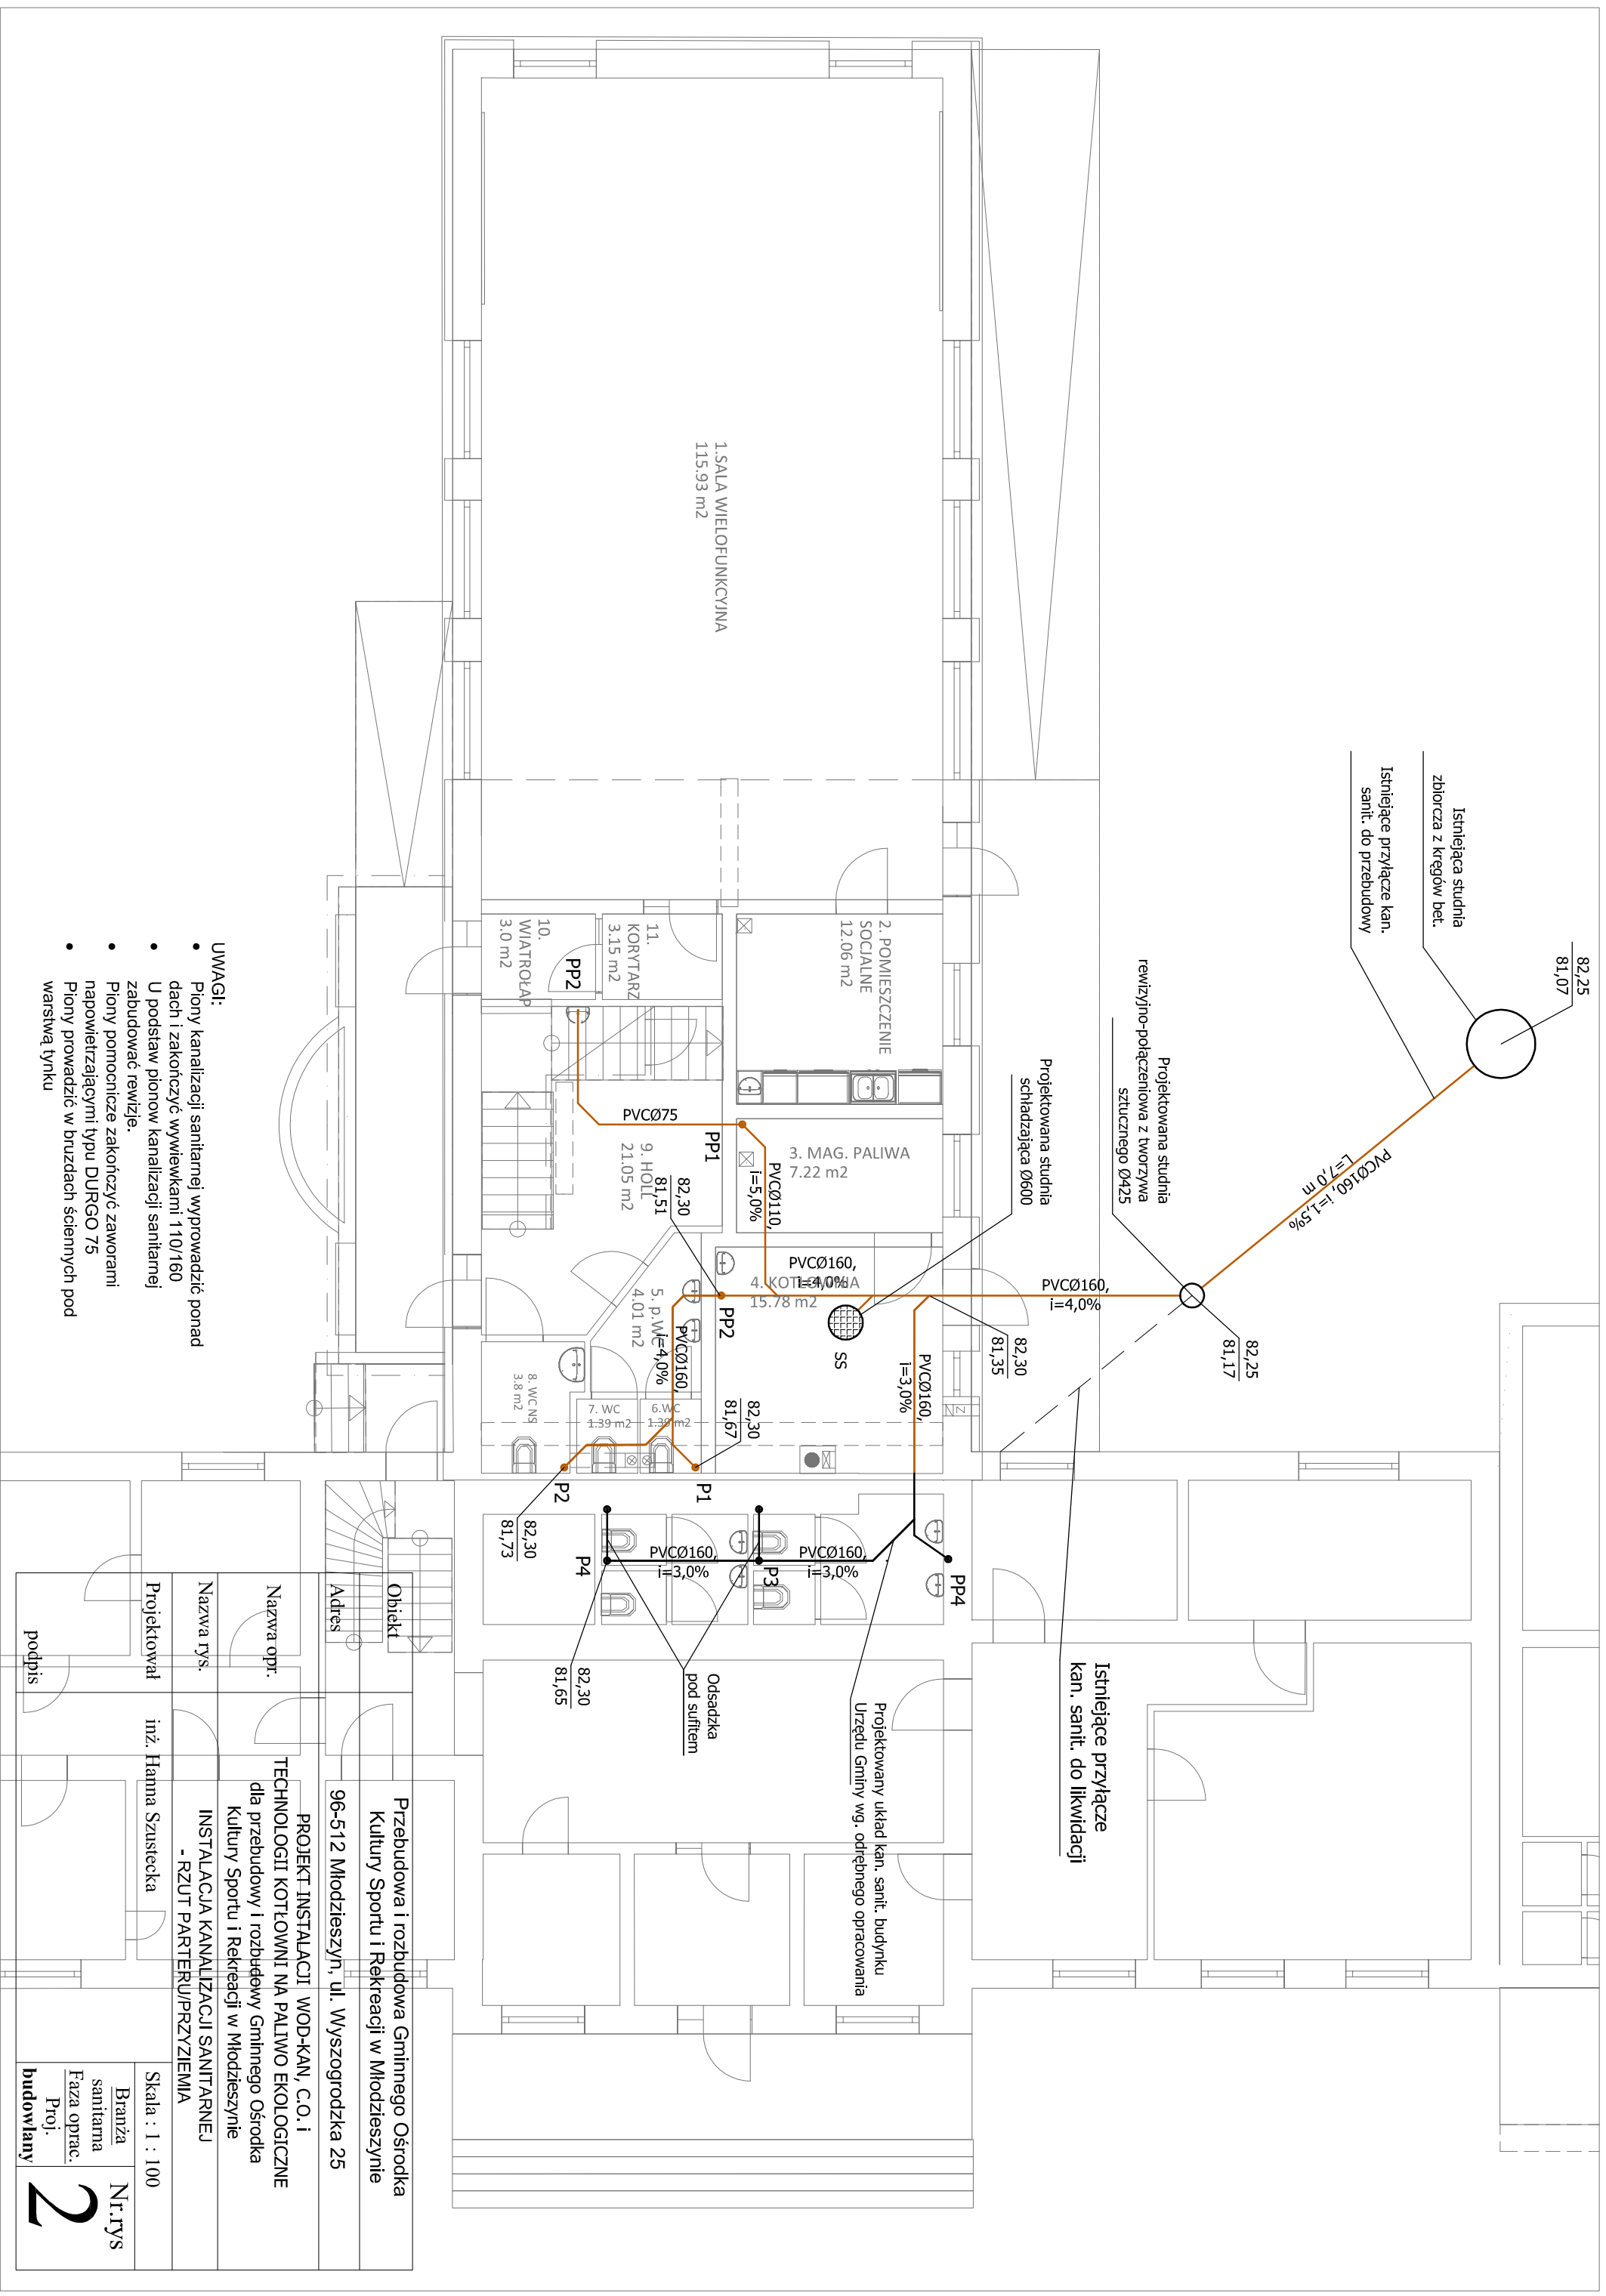 82,25
81,07
Istniejąca studnia
zbiorcza z kręgów bet.
Istniejące przyłącze kan.
sanit. do przebudowy
PVCØ160, i=1,5%
L=7,0 m
Projektowana studnia
rewizyjno-połączeniowa z tworzywa
sztucznego Ø425
82,25
81,17
Projektowana studnia
schładzająca Ø600
PVCØ160,
i=4,0%
82,30
81,35
Istniejące przyłącze
kan. sanit. do likwidacji
1.SALA WIELOFUNKCYJNA
115.93 m2
2. POMIESZCZENIE
SOCJALNE
12.06 m2
3. MAG. PALIWA
7.22 m2
4. KOTŁOWNIA
15.78 m2
PVCØ160,
i=4,0%
SS
PVCØ160,
i=3,0%
PVCØ110,
i=5,0%
PP1
PVCØ75
PP2
82,30
81,51
PP2
9. HOLL
21.05 m2
11.
KORYTARZ
3.15 m2
10.
WIATROŁAP
3.0 m2
5. p.WC
4.01 m2
PVCØ160,
i=4,0%
6.WC
1.39 m2
7. WC
1.39 m2
8. WC NS
3.8 m2
82,30
81,67
P1
P2
82,30
81,73
PP4
PVCØ160,
i=3,0%
P3
PVCØ160,
i=3,0%
P4
82,30
81,65
Odsadzka
pod sufitem
Projektowany układ kan. sanit. budynku
Urzędu Gminy wg. odrębnego opracowania
UWAGI:
• Piony kanalizacji sanitarnej wyprowadzić ponad
dach i zakończyć wywiewkami 110/160
• U podstaw pionow kanalizacji sanitarnej
zabudować rewizje.
• Piony pomocnicze zakończyć zaworami
napowietrzającymi typu DURGO 75
• Piony prowadzić w bruzdach ściennych pod
warstwą tynku
Obiekt
Przebudowa i rozbudowa Gminnego Ośrodka
Kultury Sportu i Rekreacji w Młodzieszynie
Adres
96-512 Młodzieszyn, ul. Wyszogrodzka 25
Nazwa opr.
PROJEKT INSTALACJI WOD-KAN, C.O. i
TECHNOLOGII KOTŁOWNI NA PALIWO EKOLOGICZNE
dla przebudowy i rozbudowy Gminnego Ośrodka
Kultury Sportu i Rekreacji w Młodzieszynie
Nazwa rys.
INSTALACJA KANALIZACJI SANITARNEJ
- RZUT PARTERU/PRZYZIEMIA
Projektował
inż. Hanna Szustecka
podpis
Skala : 1 : 100
Branża
sanitarna
Faza oprac.
Proj.
budowlany
Nr.rys
2